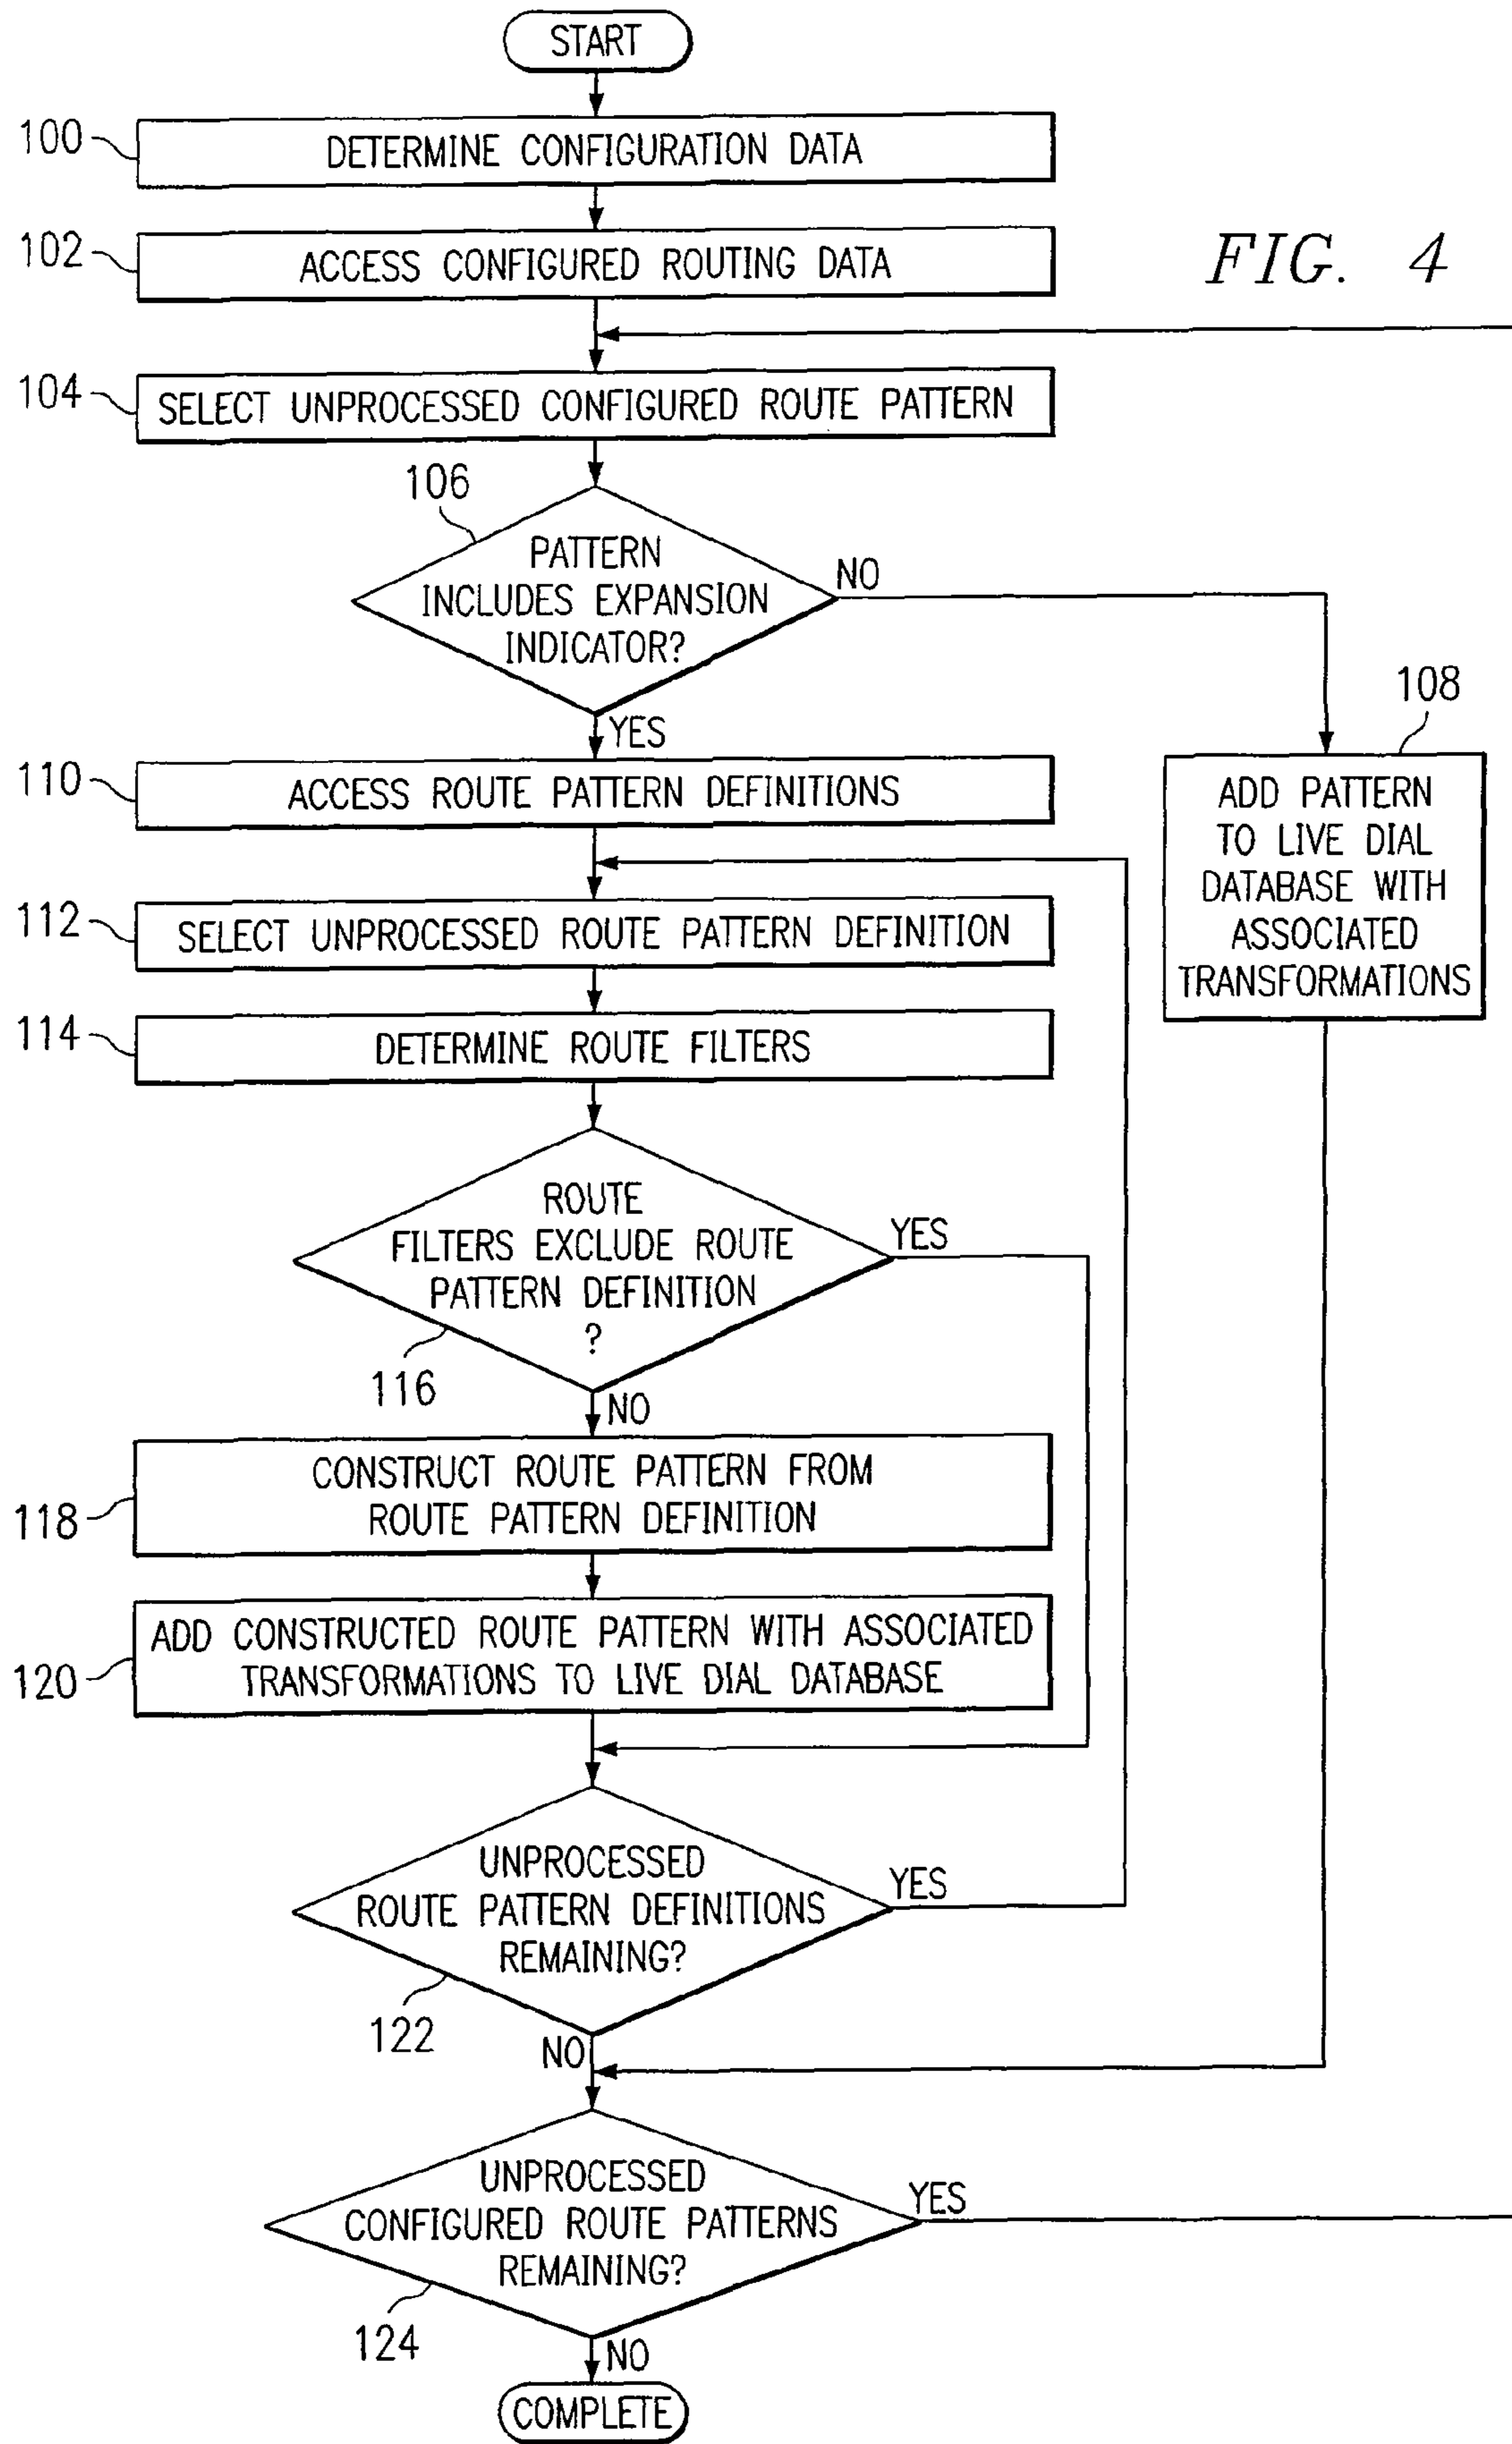 START
100
DETERMINE CONFIGURATION DATA
102
ACCESS CONFIGURED ROUTING DATA
FIG. 4
104
SELECT UNPROCESSED CONFIGURED ROUTE PATTERN
106
PATTERN
INCLUDES EXPANSION
INDICATOR?
NO
YES
108
ADD PATTERN
TO LIVE DIAL
DATABASE WITH
ASSOCIATED
TRANSFORMATIONS
110
ACCESS ROUTE PATTERN DEFINITIONS
112
SELECT UNPROCESSED ROUTE PATTERN DEFINITION
114
DETERMINE ROUTE FILTERS
ROUTE
FILTERS EXCLUDE ROUTE
PATTERN DEFINITION
?
YES
116
NO
118
CONSTRUCT ROUTE PATTERN FROM
ROUTE PATTERN DEFINITION
120
ADD CONSTRUCTED ROUTE PATTERN WITH ASSOCIATED
TRANSFORMATIONS TO LIVE DIAL DATABASE
UNPROCESSED
ROUTE PATTERN DEFINITIONS
REMAINING?
YES
122
NO
UNPROCESSED
CONFIGURED ROUTE PATTERNS
REMAINING?
YES
124
NO
COMPLETE